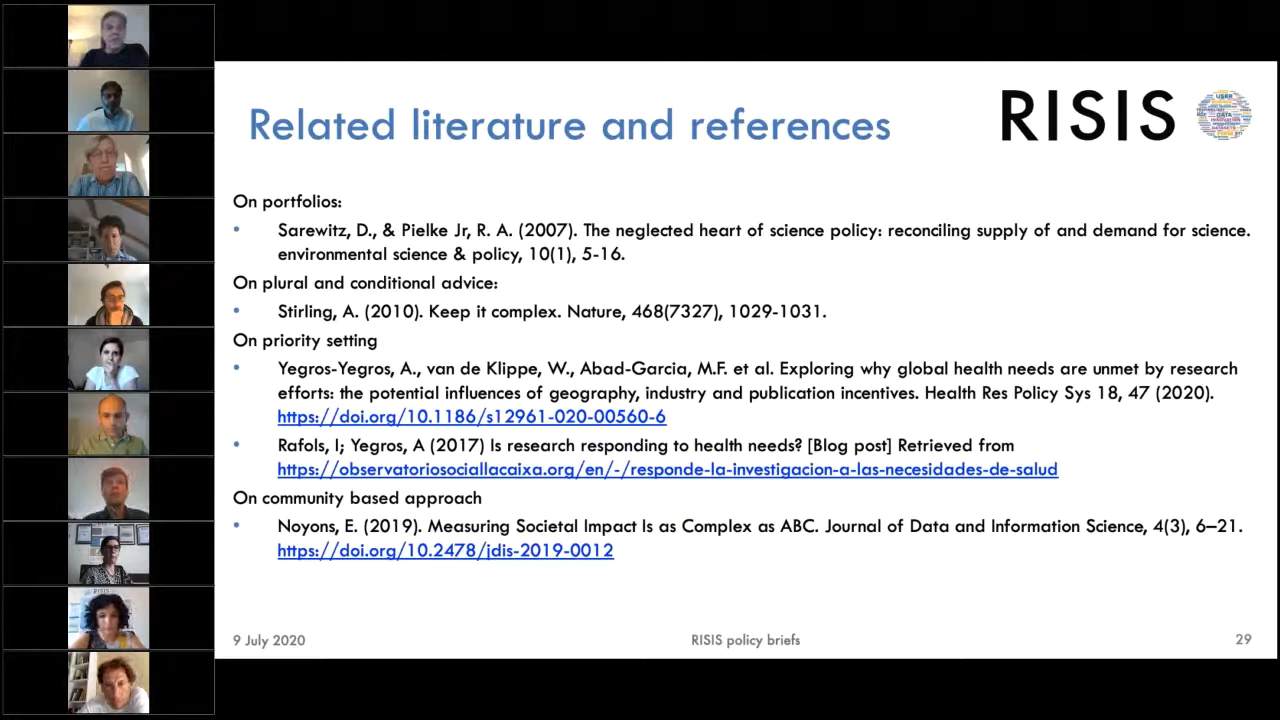 Related literature and references
RISIS
On portfolios:
• Sarewitz, D., & Pielke Jr, R. A. (2007). The neglected heart of science policy: reconciling supply of and demand for science.
environmental science & policy, 10(1), 5-16.
On plural and conditional advice:
• Stirling, A. (2010). Keep it complex. Nature, 468(7327), 1029-1031.
On priority setting
• Yegros-Yegros, A., van de Klippe, W., Abad-Garcia, M.F. et al. Exploring why global health needs are unmet by research
efforts: the potential influences of geography, industry and publication incentives. Health Res Policy Sys 18, 47 (2020).
https://doi.org/10.1186/s12961-020-00560-6
• Rafols, I; Yegros, A (2017) Is research responding to health needs? [Blog post] Retrieved from
https://observatoriosociallacaixa.org/en/-/responde-la-investigacion-a-las-necesidades-de-salud
On community based approach
• Noyons, E. (2019). Measuring Societal Impact Is as Complex as ABC. Journal of Data and Information Science, 4(3), 6–21.
https://doi.org/10.2478/jdis-2019-0012
9 July 2020
RISIS policy briefs
29